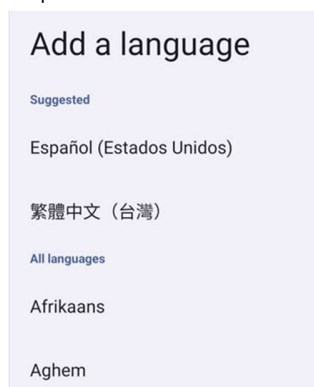 Add a language
Suggested
Español (Estados Unidos)
繁體中文（台灣）
All languages
Afrikaans
Aghem